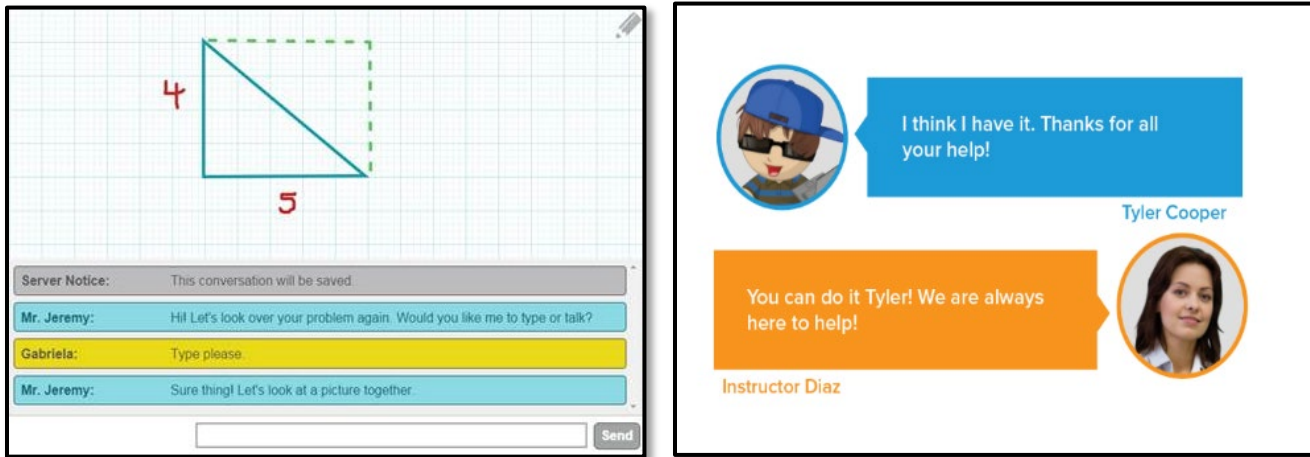 4
5
Server Notice: This conversation will be saved.
Mr. Jeremy: Hi! Let's look over your problem again. Would you like me to type or talk?
Gabriela: Type please.
Mr. Jeremy: Sure thing! Let's look at a picture together.
Send
I think I have it. Thanks for all
your help!
Tyler Cooper
You can do it Tyler! We are always
here to help!
Instructor Diaz